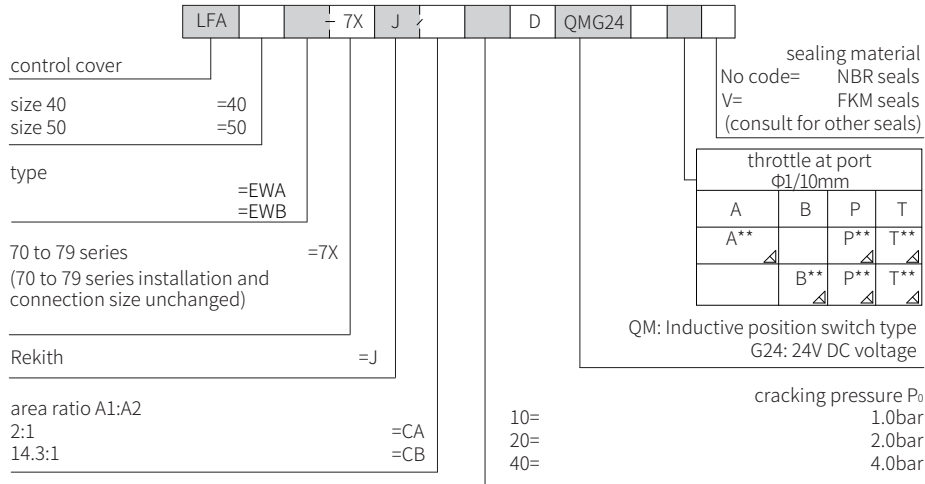 LFA - 7X J / D QMG24
control cover
size 40 =40
size 50 =50
type
=EWA
=EWB
70 to 79 series =7X
(70 to 79 series installation and
connection size unchanged)
Rekith =J
area ratio A1:A2
2:1 =CA
14.3:1 =CB
sealing material
No code= NBR seals
V= FKM seals
(consult for other seals)
throttle at port
Φ1/10mm
A B P T
A** P** T**
B** P** T**
QM: Inductive position switch type
G24: 24V DC voltage
cracking pressure P₀
10= 1.0bar
20= 2.0bar
40= 4.0bar